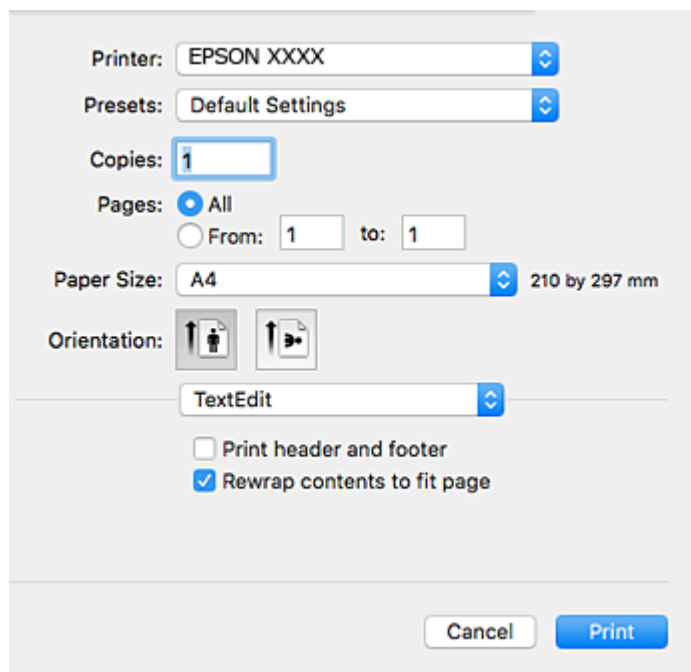 Printer: EPSON XXXX
Presets: Default Settings
Copies: 1
Pages: All
From: 1 to: 1
Paper Size: A4 210 by 297 mm
Orientation:
TextEdit
Print header and footer
Rewrap contents to fit page
Cancel Print